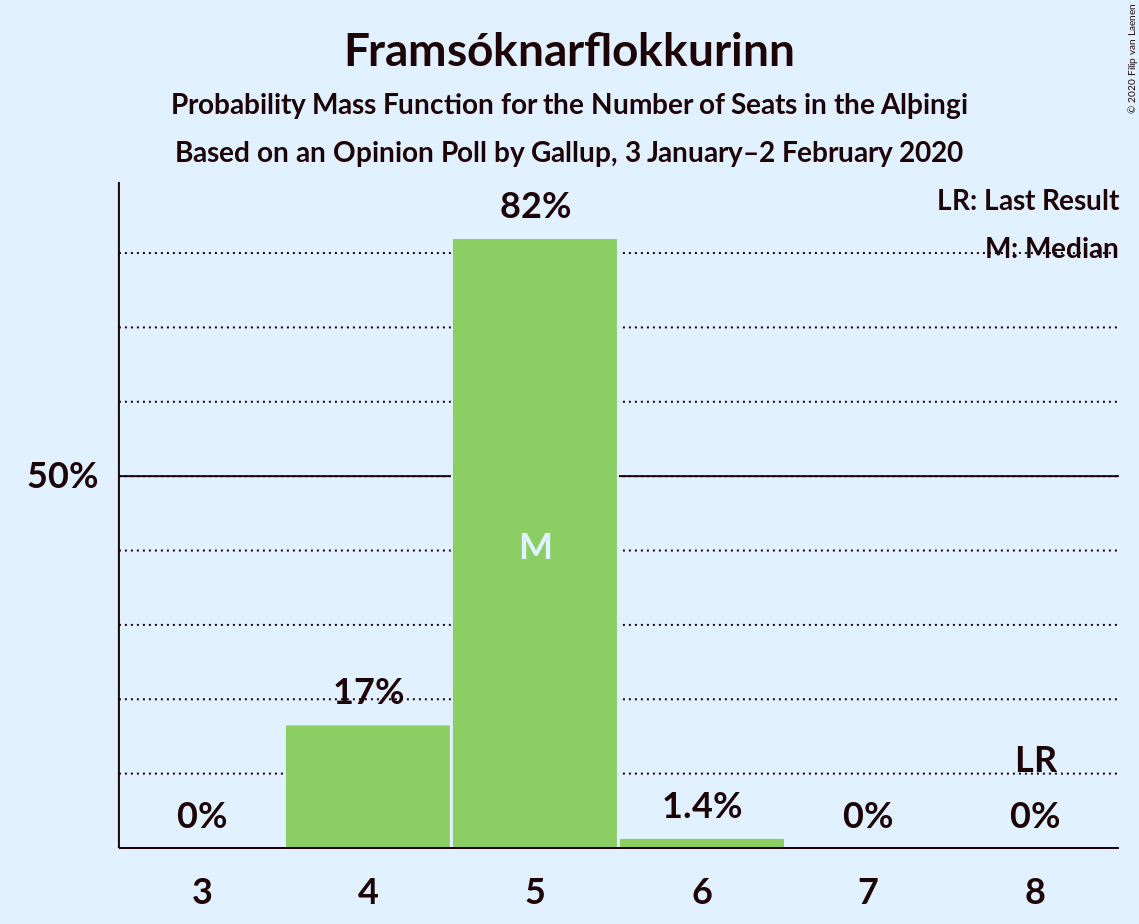 Framsóknarflokkurinn
Probability Mass Function for the Number of Seats in the Alþingi
Based on an Opinion Poll by Gallup, 3 January–2 February 2020
© 2020 Filip van Laenen
LR: Last Result
M: Median
82%
50%
M
17%
LR
0%
1.4%
0%
0%
3 4 5 6 7 8